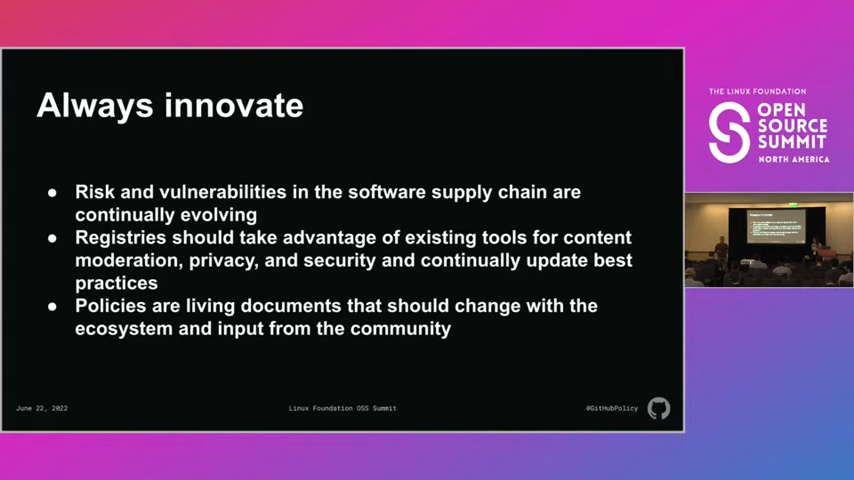 Always innovate
● Risk and vulnerabilities in the software supply chain are
continually evolving
● Registries should take advantage of existing tools for content
moderation, privacy, and security and continually update best
practices
● Policies are living documents that should change with the
ecosystem and input from the community
June 22, 2022
Linux Foundation OSS Summit
@GitHubPolicy
THE LINUX FOUNDATION
OPEN
SOURCE
SUMMIT
NORTH AMERICA